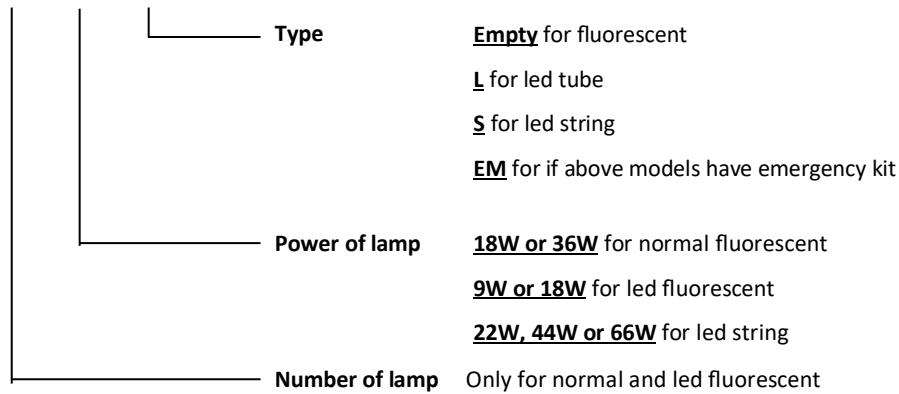 Type Empty for fluorescent
L for led tube
S for led string
EM for if above models have emergency kit
Power of lamp 18W or 36W for normal fluorescent
9W or 18W for led fluorescent
22W, 44W or 66W for led string
Number of lamp Only for normal and led fluorescent